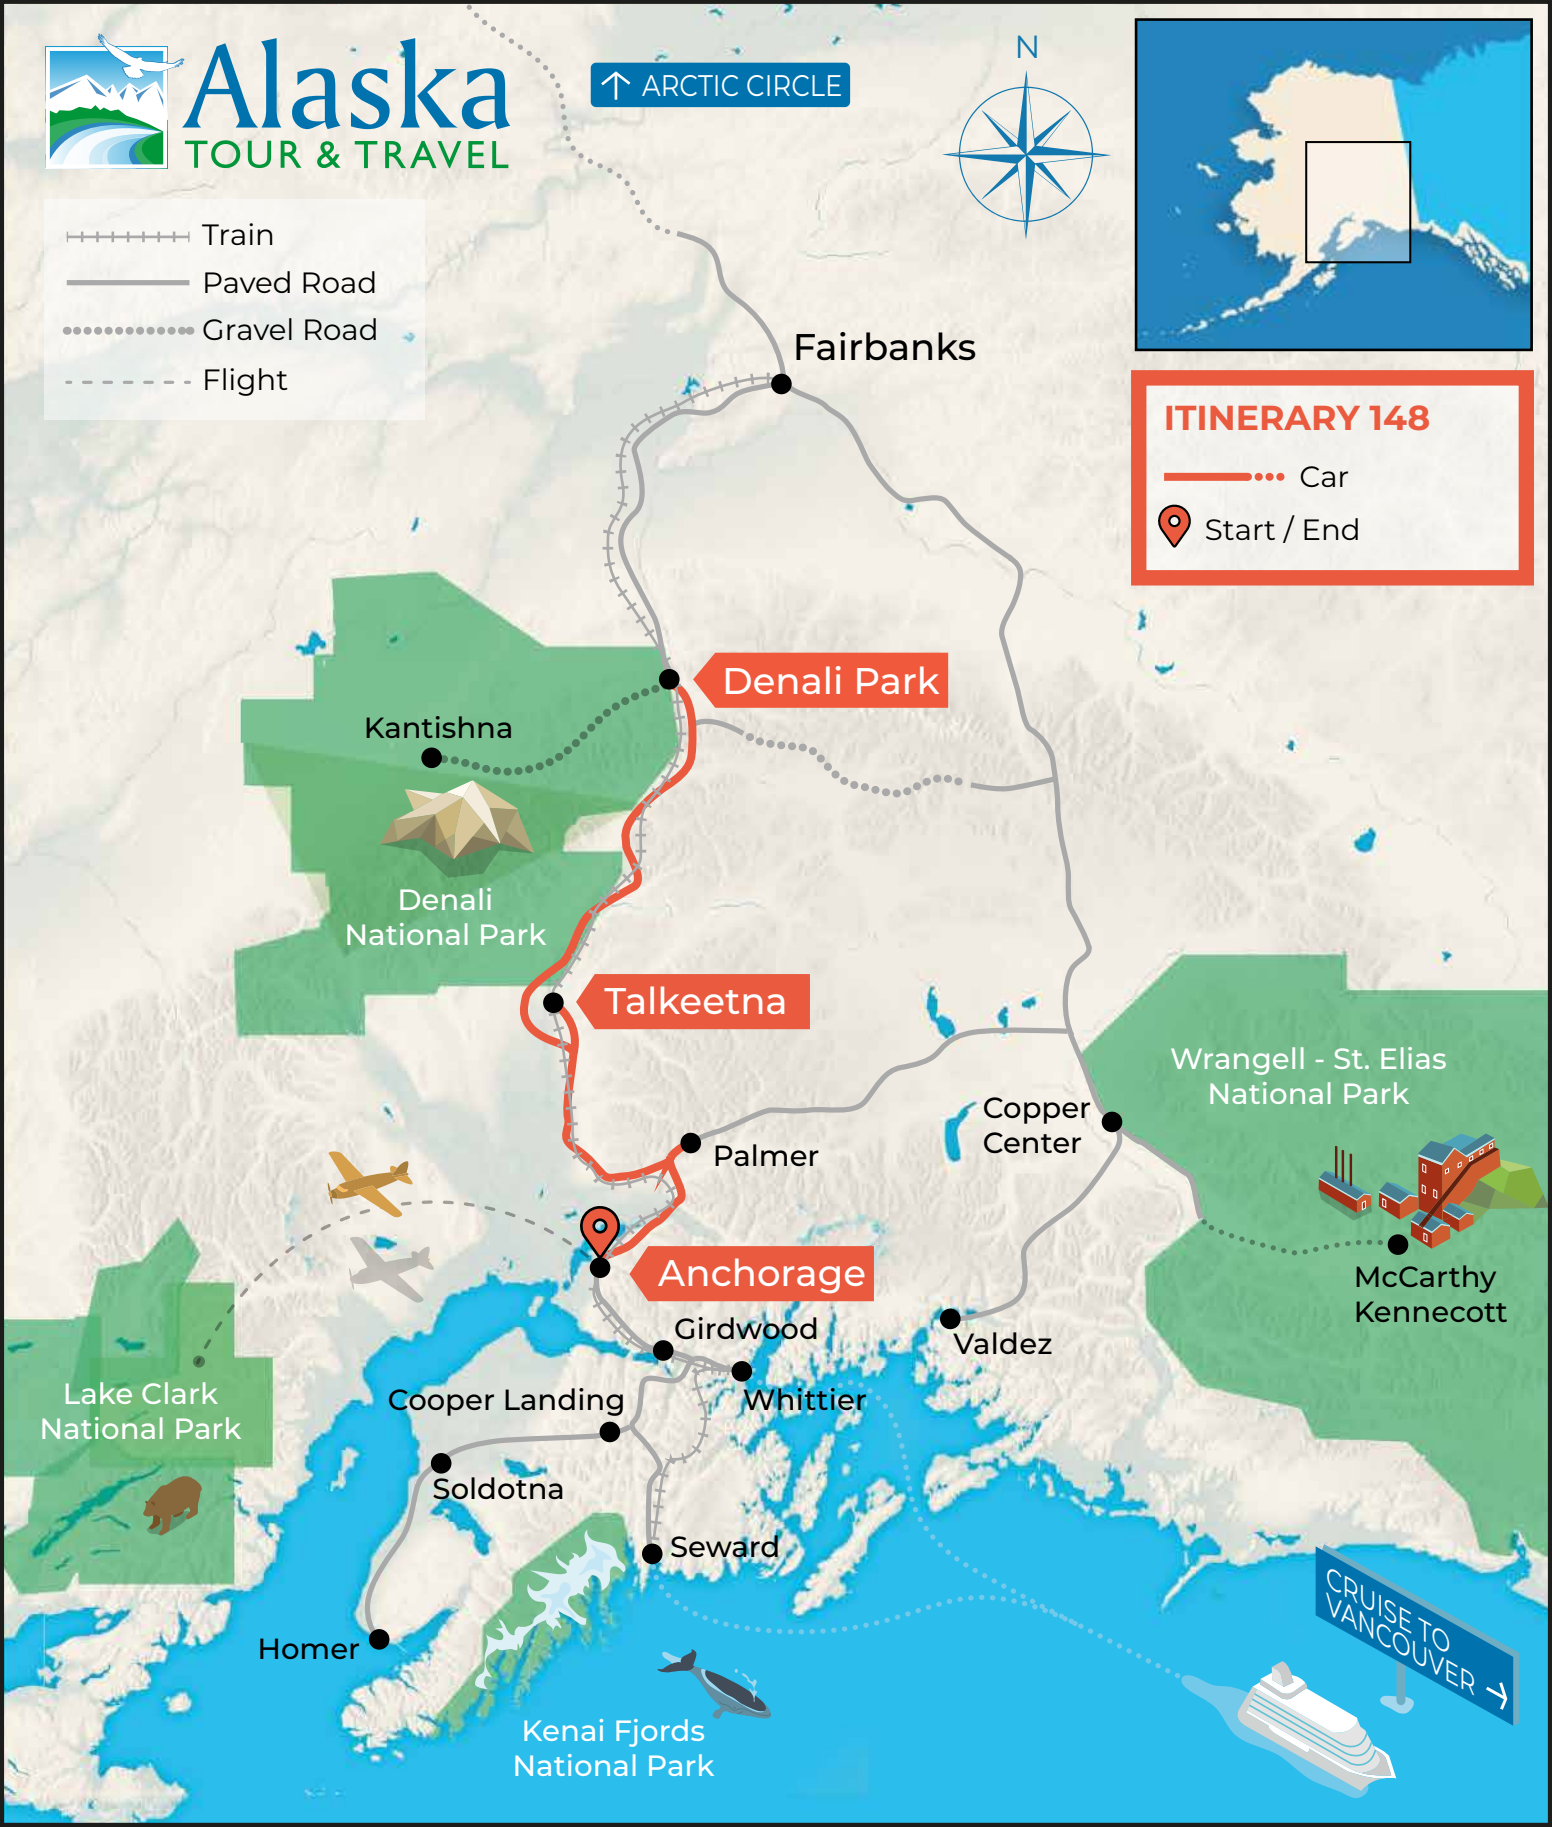 Alaska
TOUR & TRAVEL
↑ ARCTIC CIRCLE
N
Train
Paved Road
Gravel Road
Flight
Fairbanks
ITINERARY 148
Car
Start / End
Denali Park
Kantishna
Denali
National Park
Talkeetna
Wrangell - St. Elias
National Park
Copper
Center
Palmer
Anchorage
McCarthy
Kennecott
Girdwood
Valdez
Lake Clark
National Park
Cooper Landing
Whittier
Soldotna
Seward
CRUISE TO
VANCOUVER →
Homer
Kenai Fjords
National Park